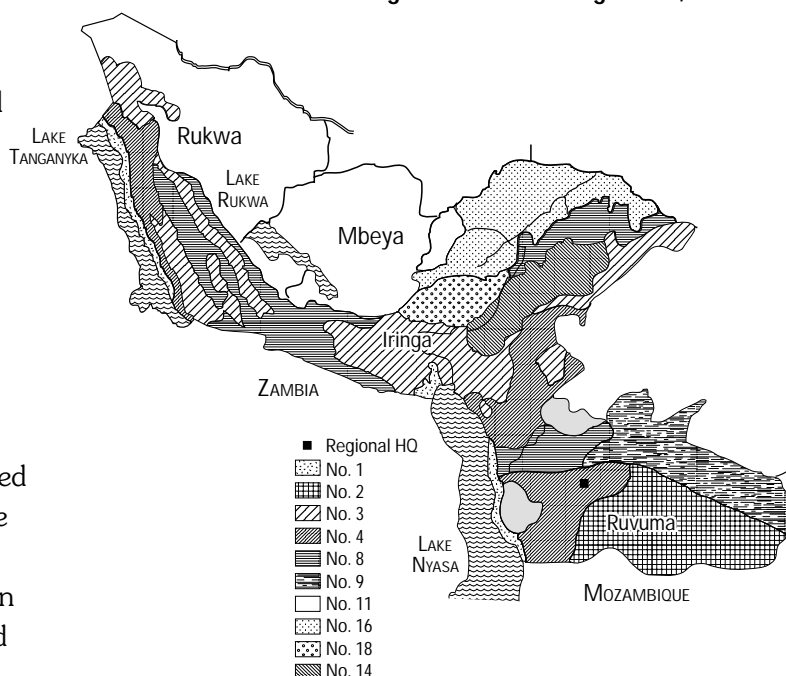 Rukwa
LAKE
TANGANYKA
LAKE
RUKWA
Mbeya
Iringa
ZAMBIA
■ Regional HQ
No. 1
No. 2
No. 3
No. 4
No. 8
No. 9
No. 11
No. 16
No. 18
No. 14
LAKE
NYASA
Ruvuma
MOZAMBIQUE